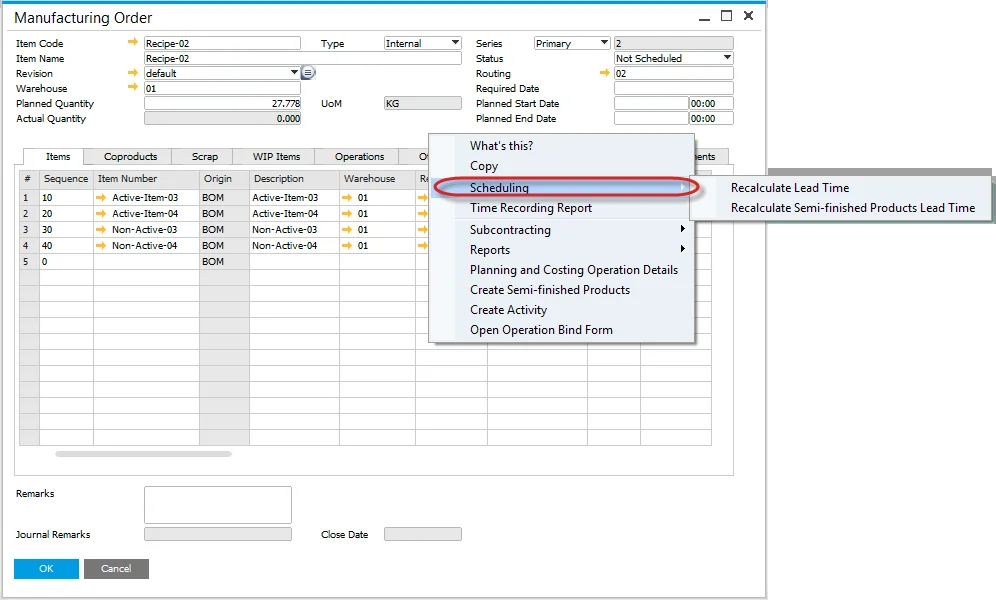 Manufacturing Order
Item Code Recipe-02 Type Internal Series Primary 2
Item Name Recipe-02 Status Not Scheduled
Revision default Routing 02
Warehouse 01 Required Date
Planned Quantity 27.778 UoM KG Planned Start Date 00:00
Actual Quantity 0.000 Planned End Date 00:00
Items Coproducts Scrap WIP Items Operations
# Sequence Item Number Origin Description Warehouse
1 10 Active-Item-03 BOM Active-Item-03 01
2 20 Active-Item-04 BOM Active-Item-04 01
3 30 Non-Active-03 BOM Non-Active-03 01
4 40 Non-Active-04 BOM Non-Active-04 01
5 0 BOM
What's this?
Copy
Scheduling
Time Recording Report
Subcontracting
Reports
Planning and Costing Operation Details
Create Semi-finished Products
Create Activity
Open Operation Bind Form
Recalculate Lead Time
Recalculate Semi-finished Products Lead Time
Remarks
Journal Remarks Close Date
OK Cancel